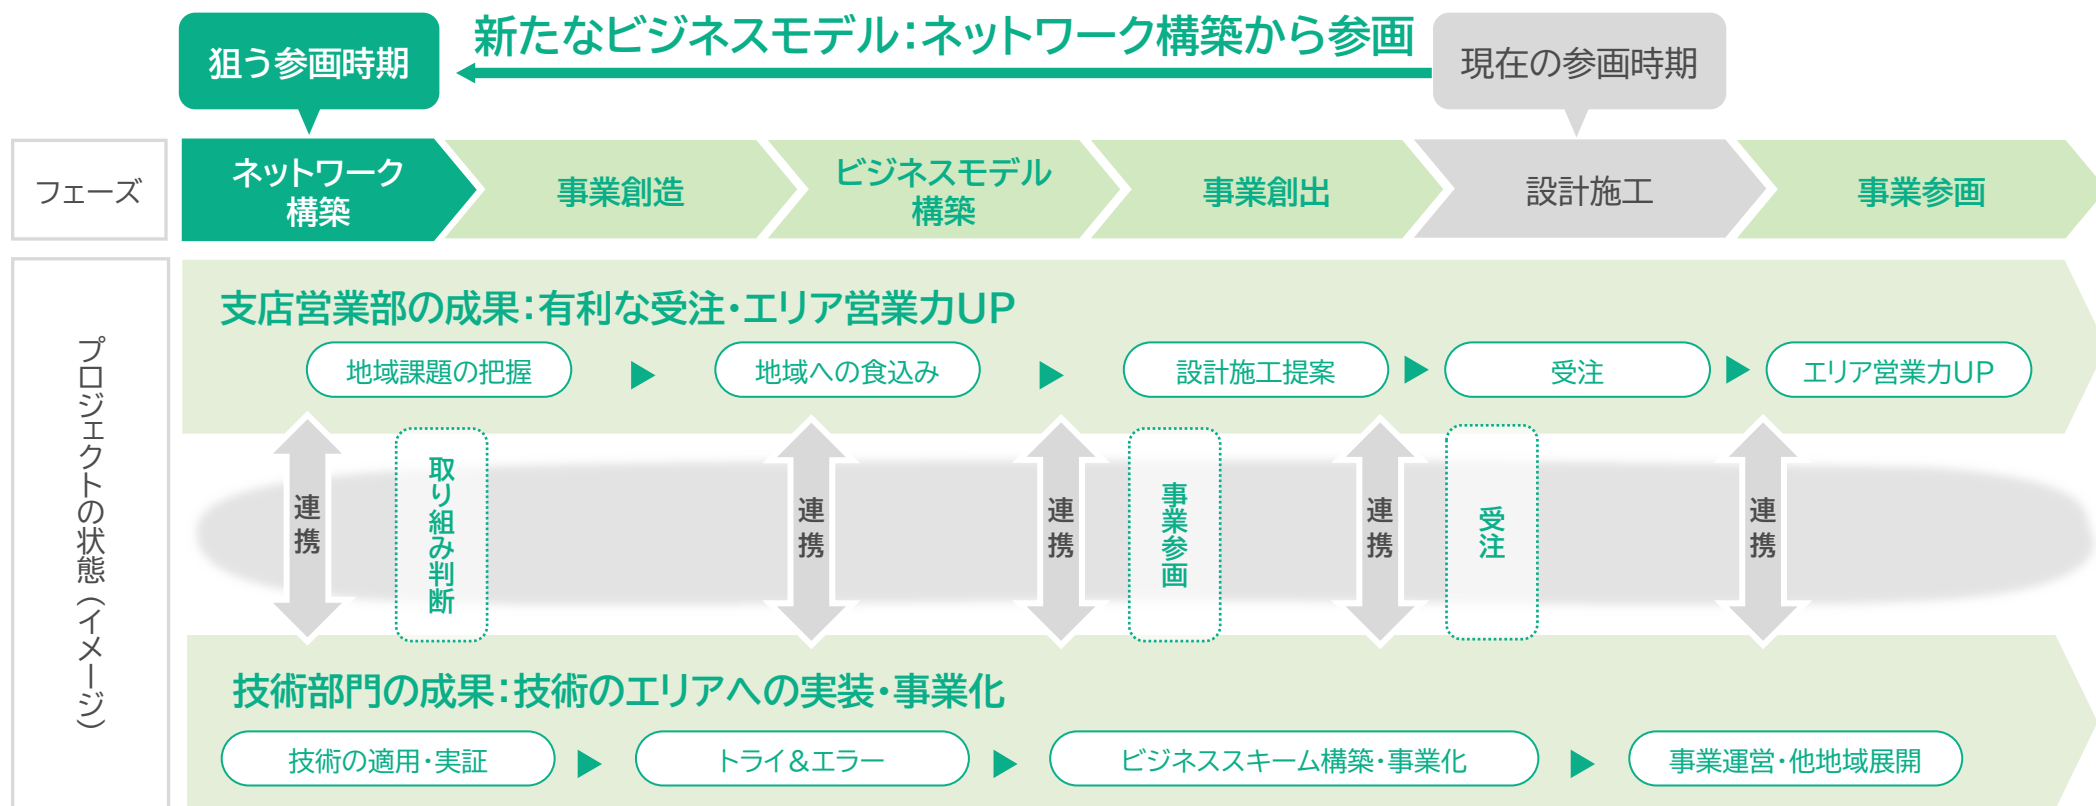 狙う参画時期
新たなビジネスモデル：ネットワーク構築から参画
現在の参画時期
フェーズ
ネットワーク
構築
事業創造
ビジネスモデル
構築
事業創出
設計施工
事業参画
プロジェクトの状態（イメージ）
支店営業部の成果：有利な受注・エリア営業力UP
地域課題の把握
地域への食込み
設計施工提案
受注
エリア営業力UP
連携
取り組み判断
連携
連携
事業参画
連携
受注
連携
技術部門の成果：技術のエリアへの実装・事業化
技術の適用・実証
トライ＆エラー
ビジネススキーム構築・事業化
事業運営・他地域展開